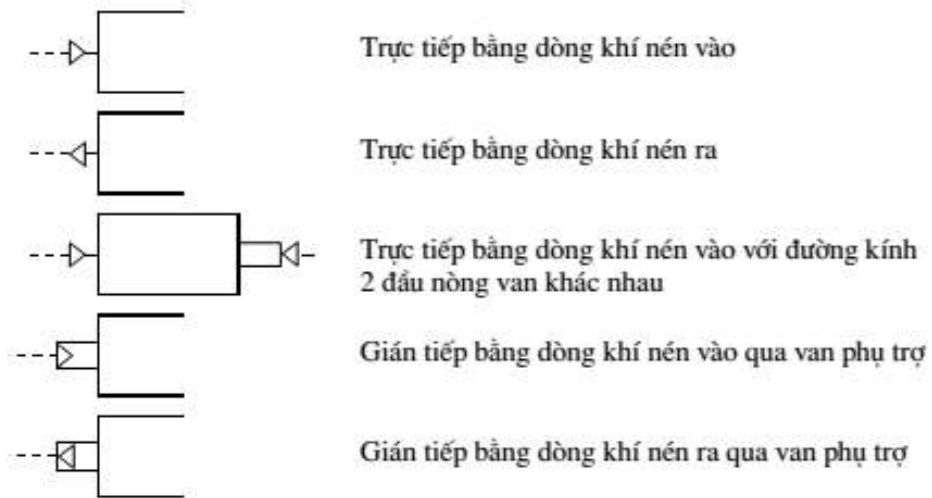 Trực tiếp bằng dòng khí nén vào
Trực tiếp bằng dòng khí nén ra
Trực tiếp bằng dòng khí nén vào với đường kính
2 đầu nòng van khác nhau
Gián tiếp bằng dòng khí nén vào qua van phụ trợ
Gián tiếp bằng dòng khí nén ra qua van phụ trợ